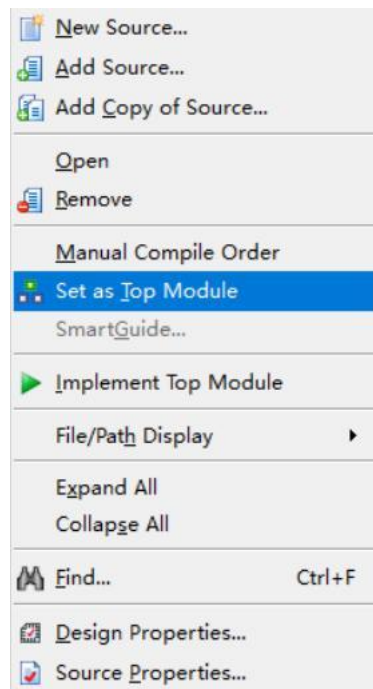 New Source...
Add Source...
Add Copy of Source...
Open
Remove
Manual Compile Order
Set as Top Module
SmartGuide...
Implement Top Module
File/Path Display
Expand All
Collapse All
Find... Ctrl+F
Design Properties...
Source Properties...